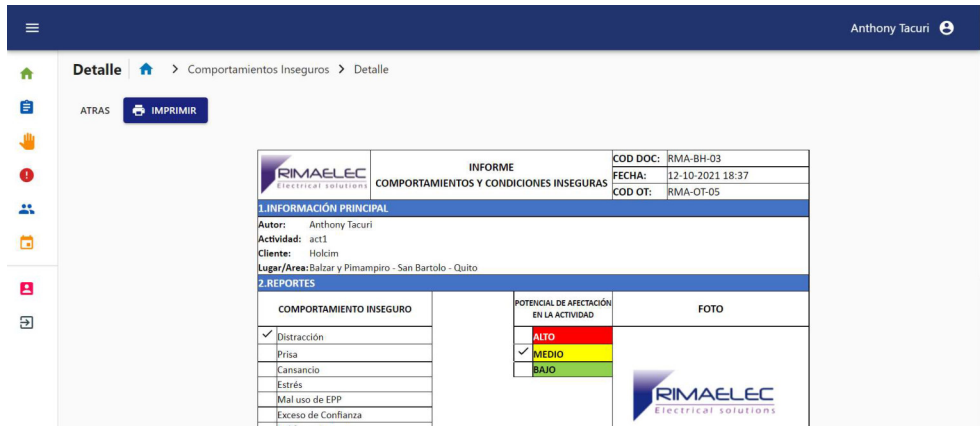 Anthony Tacuri
Detalle Comportamientos Inseguros > Detalle
ATRAS IMPRIMIR
RIMAELEC
Electrical solutions
INFORME
COMPORTAMIENTOS Y CONDICIONES INSEGURAS
COD DOC: RMA-BH-03
FECHA: 12-10-2021 18:37
COD OT: RMA-OT-05
1.INFORMACIÓN PRINCIPAL
Autor: Anthony Tacuri
Actividad: act1
Cliente: Holcim
Lugar/Area: Balzar y Pimampiro - San Bartolo - Quito
2.REPORTES
COMPORTAMIENTO INSEGURO
POTENCIAL DE AFECTACIÓN
EN LA ACTIVIDAD
FOTO
Distracción
ALTO
Prisa
MEDIO
Cansancio
BAJO
Estrés
Mal uso de EPP
Exceso de Confianza
RIMAELEC
Electrical solutions